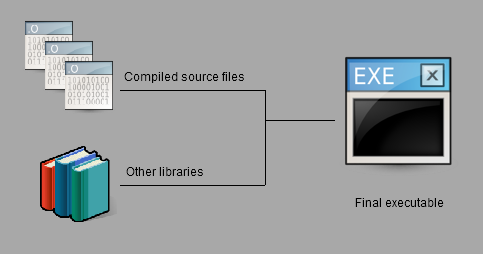 O
O
O
Compiled source files
EXE
X
Other libraries
Final executable